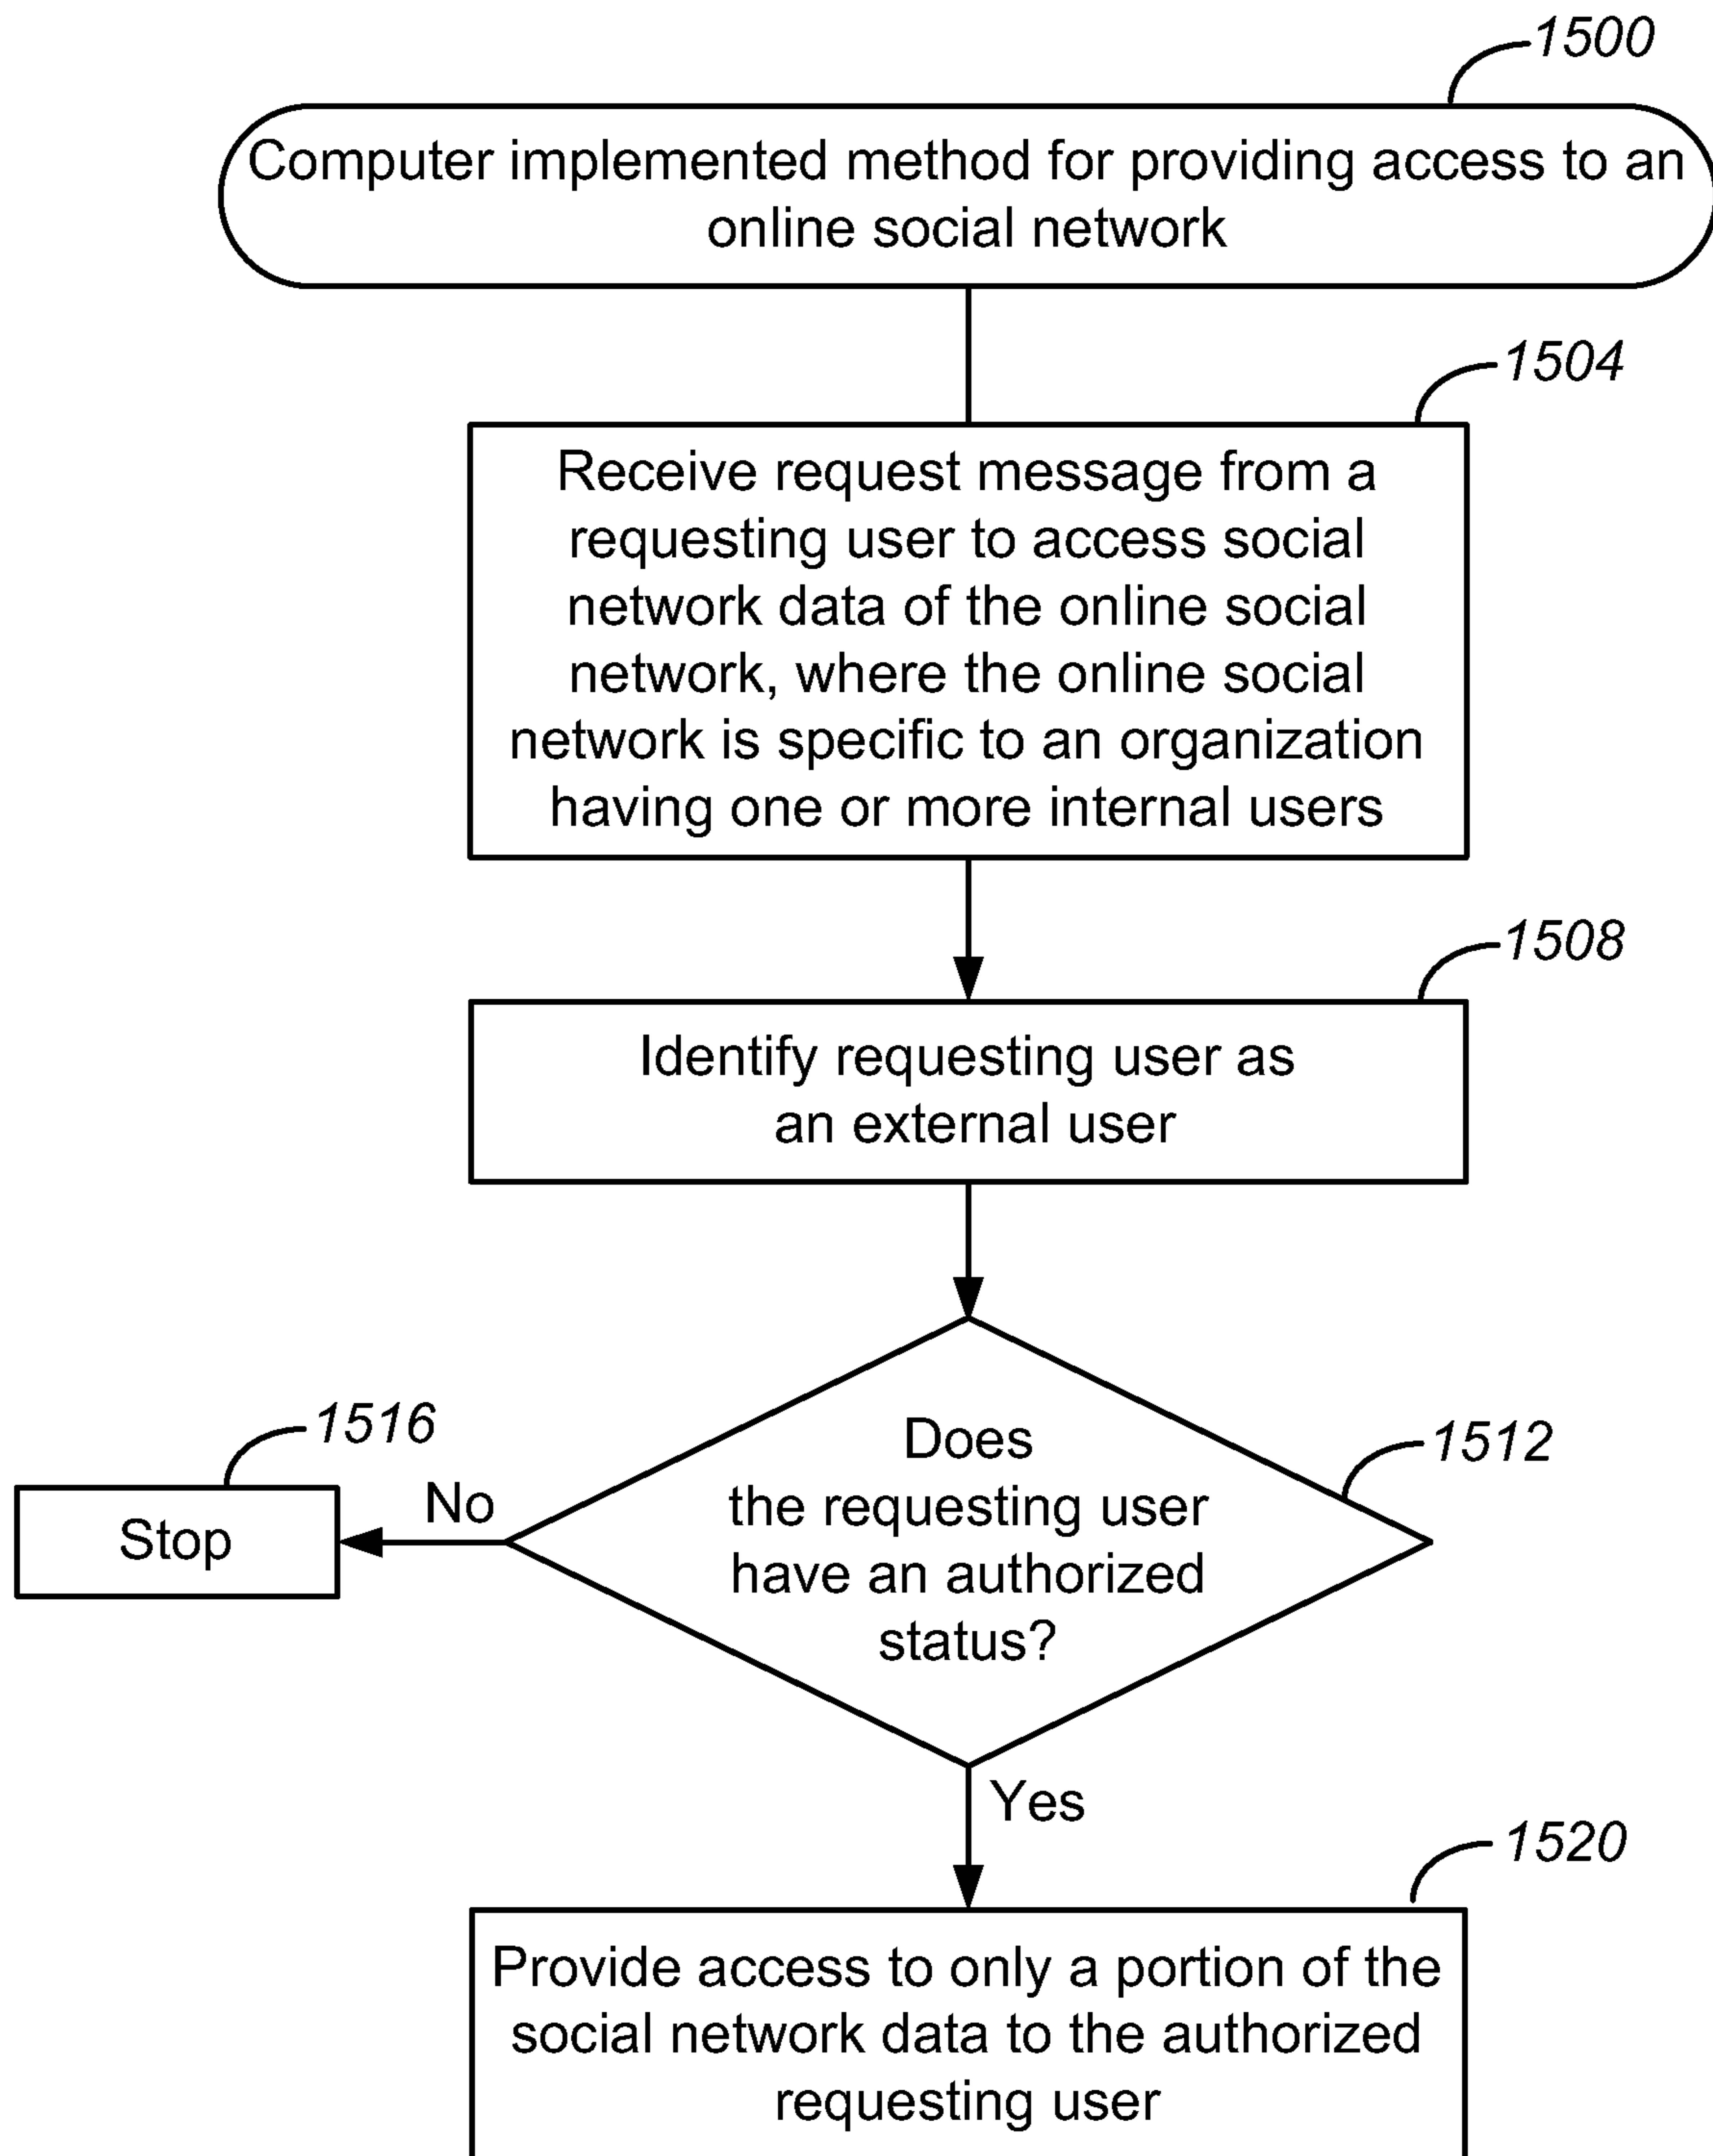 1500
Computer implemented method for providing access to an
online social network
1504
Receive request message from a
requesting user to access social
network data of the online social
network, where the online social
network is specific to an organization
having one or more internal users
1508
Identify requesting user as
an external user
1512
Does
the requesting user
have an authorized
status?
No
1516
Stop
Yes
1520
Provide access to only a portion of the
social network data to the authorized
requesting user